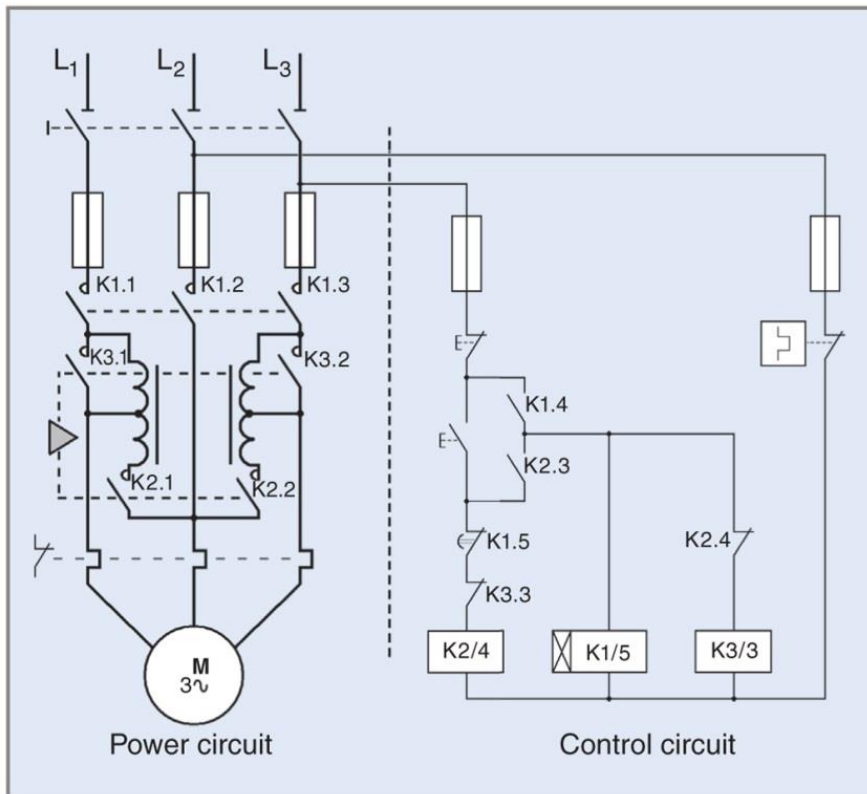 L1 L2 L3
K1.1 K1.2 K1.3
K3.1 K3.2
K1.4
K2.3
K2.1 K2.2
K1.5 K2.4
K3.3
K2/4 K1/5 K3/3
M
3∿
Power circuit Control circuit